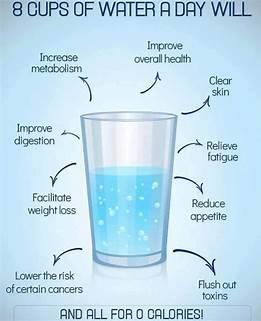 8 CUPS OF WATER A DAY WILL
Improve
overall health
Increase
metabolism
Clear
skin
Improve
digestion
Relieve
fatigue
Facilitate
weight loss
Reduce
appetite
Lower the risk
of certain cancers
Flush out
toxins
AND ALL FOR 0 CALORIES!